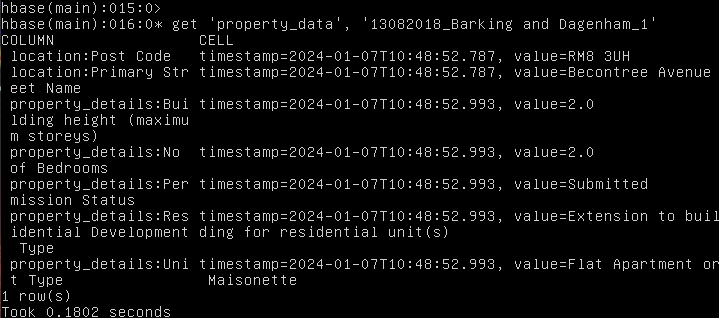 hbase(main):015:0>
hbase(main):016:0* get 'property_data', '13082018_Barking and Dagenham_1'
COLUMN                CELL
 location:Post Code   timestamp=2024-01-07T10:48:52.787, value=RM8 3UH
 location:Primary Str timestamp=2024-01-07T10:48:52.787, value=Becontree Avenue
 eet Name
 property_details:Bui timestamp=2024-01-07T10:48:52.993, value=2.0
 lding height (maximu
 m storeys)
 property_details:No  timestamp=2024-01-07T10:48:52.993, value=2.0
 of Bedrooms
 property_details:Per timestamp=2024-01-07T10:48:52.993, value=Submitted
 mission Status
 property_details:Res timestamp=2024-01-07T10:48:52.993, value=Extension to buil
 idential Development ding for residential unit(s)
  Type
 property_details:Uni timestamp=2024-01-07T10:48:52.993, value=Flat Apartment or
 t Type                Maisonette
1 row(s)
Took 0.1802 seconds